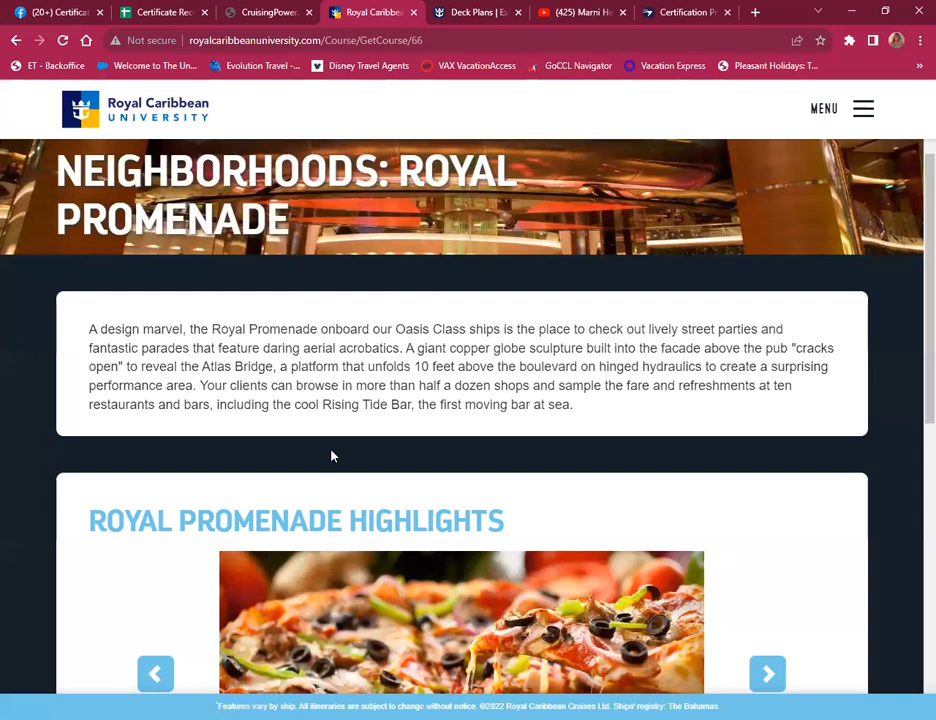 (20+) Certificat
Certificate Rec
CruisingPower
Royal Caribbea
Deck Plans | Ex
(425) Marni He
Certification Pr
Not secure royalcaribbeanuniversity.com/Course/GetCourse/66
ET - Backoffice
Welcome to The Un...
Evolution Travel -...
Disney Travel Agents
VAX VacationAccess
GoCCL Navigator
Vacation Express
Pleasant Holidays: T...
»
Royal Caribbean
UNIVERSITY
MENU
NEIGHBORHOODS: ROYAL
PROMENADE
A design marvel, the Royal Promenade onboard our Oasis Class ships is the place to check out lively street parties and
fantastic parades that feature daring aerial acrobatics. A giant copper globe sculpture built into the facade above the pub "cracks
open" to reveal the Atlas Bridge, a platform that unfolds 10 feet above the boulevard on hinged hydraulics to create a surprising
performance area. Your clients can browse in more than half a dozen shops and sample the fare and refreshments at ten
restaurants and bars, including the cool Rising Tide Bar, the first moving bar at sea.
ROYAL PROMENADE HIGHLIGHTS
*Features vary by ship. All itineraries are subject to change without notice. ©2022 Royal Caribbean Cruises Ltd. Ships' registry: The Bahamas.